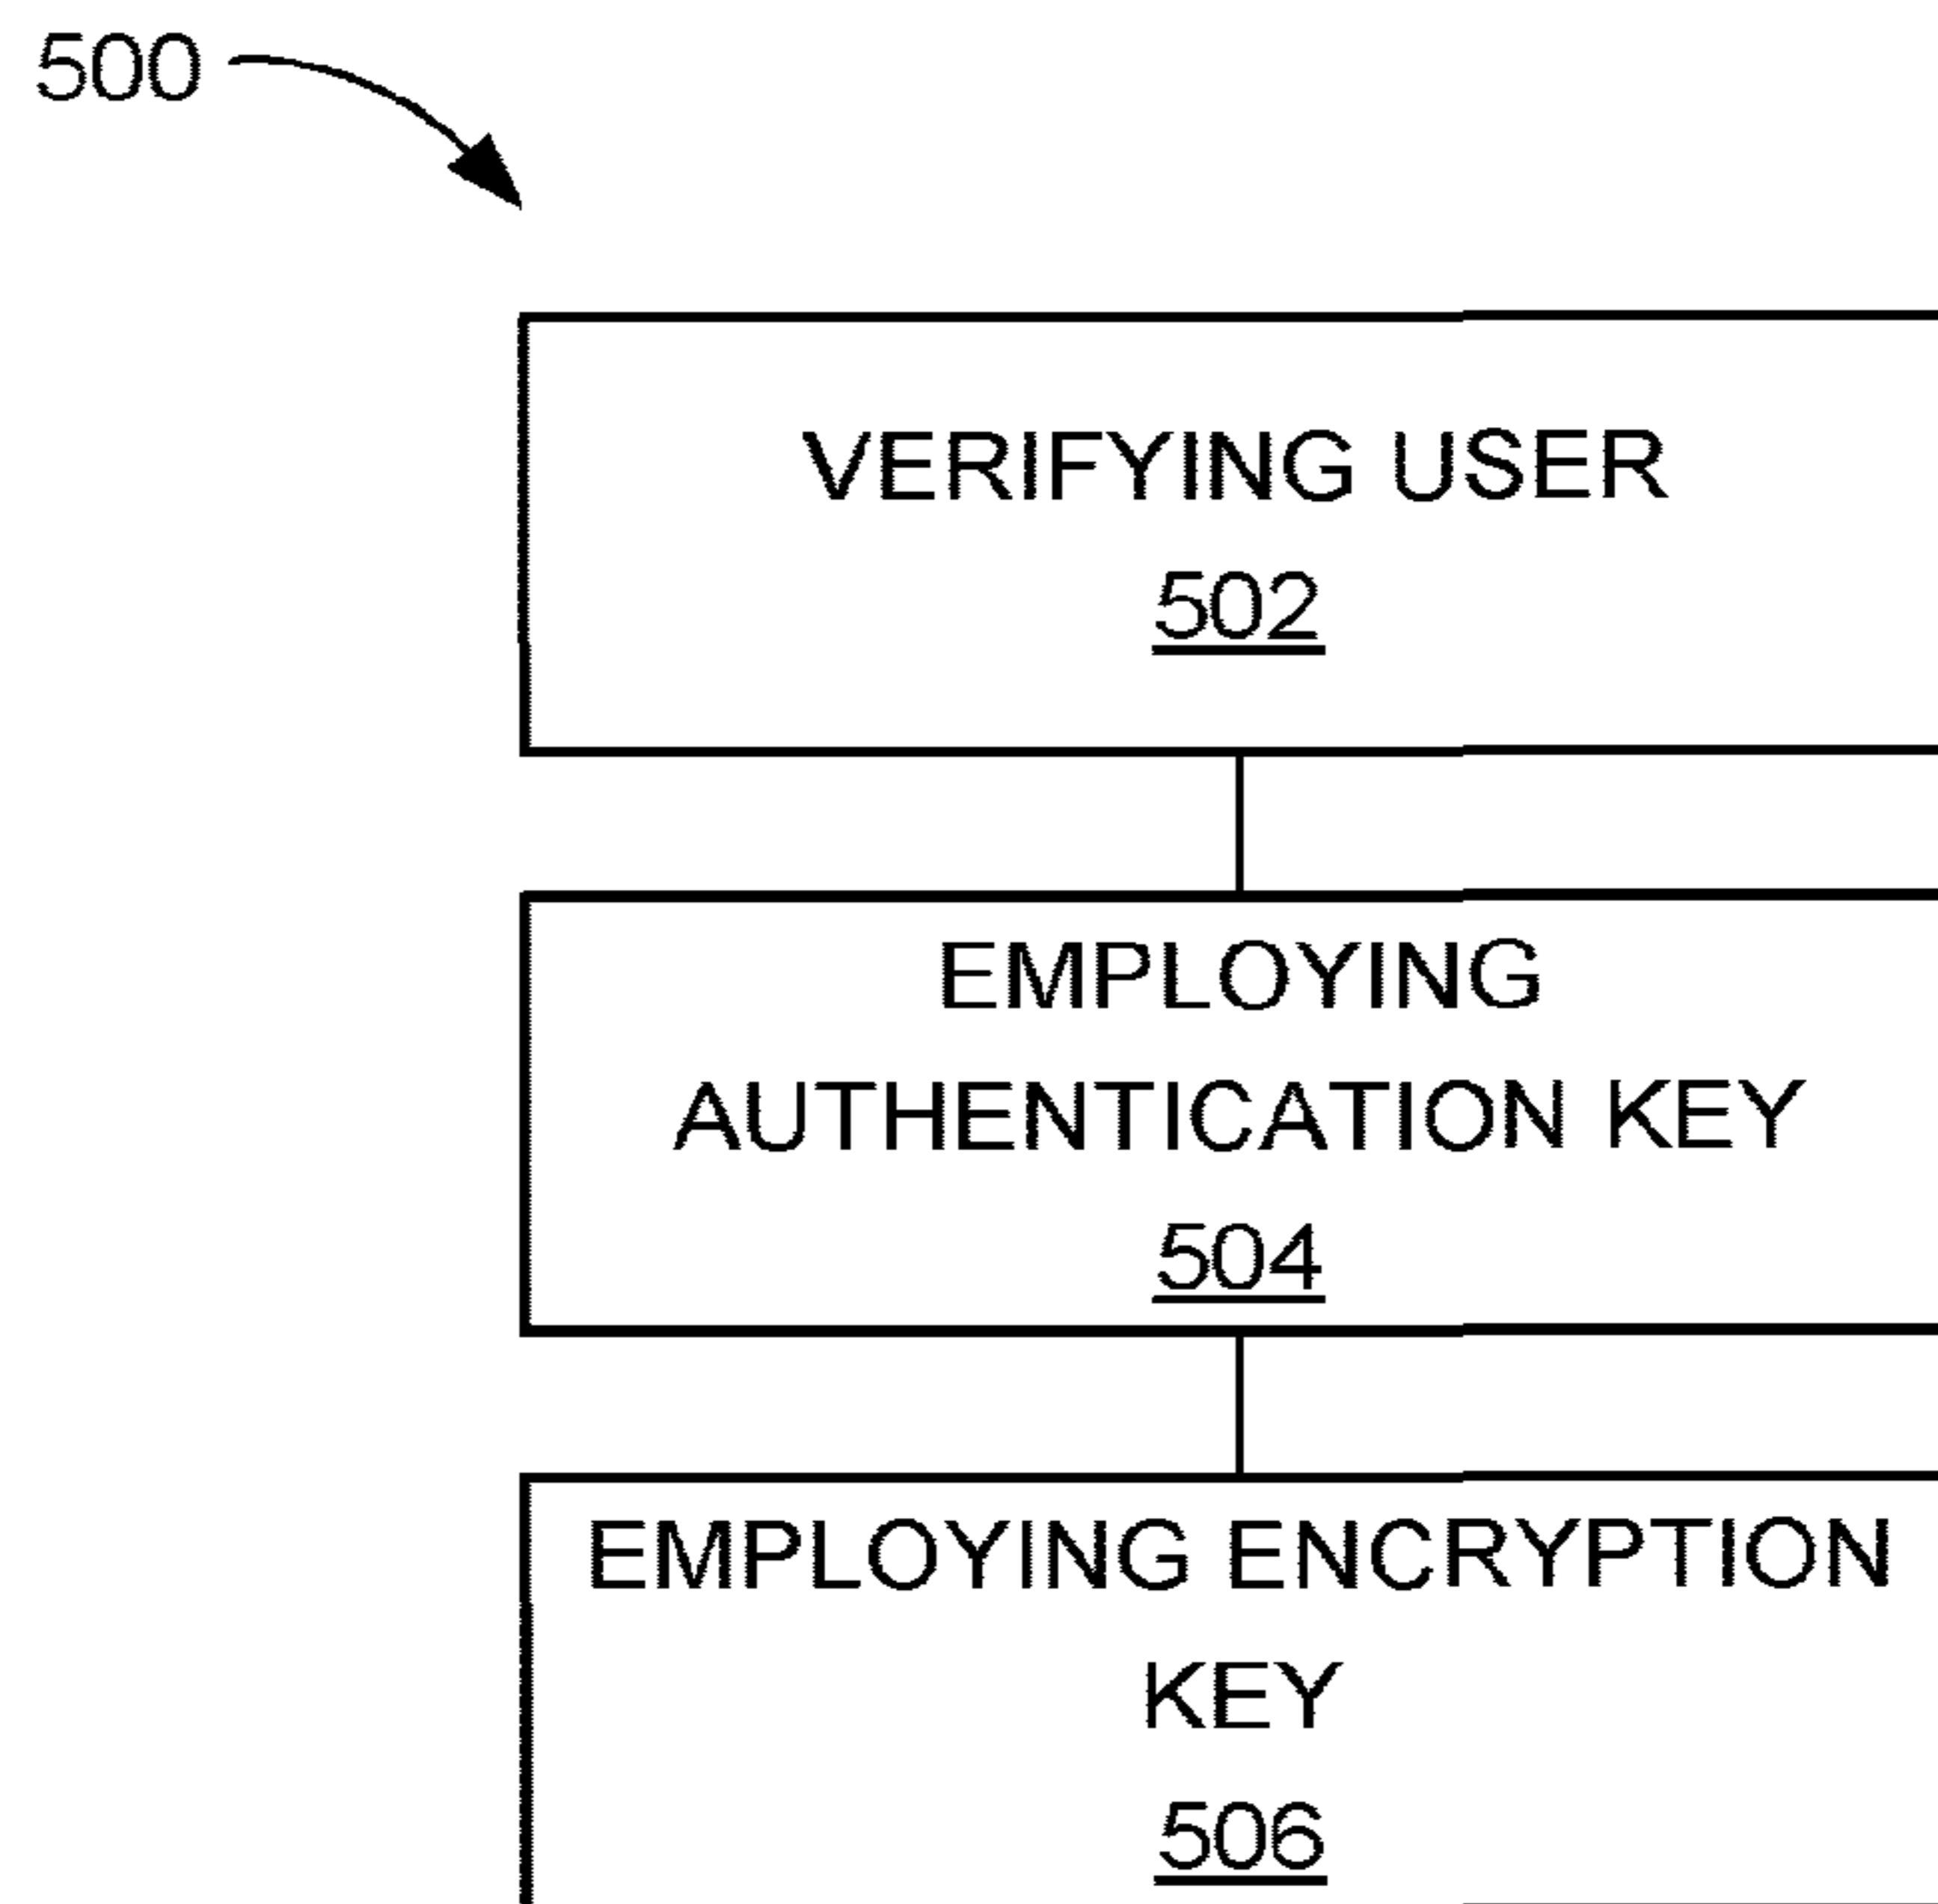 500
VERIFYING USER
502
EMPLOYING
AUTHENTICATION KEY
504
EMPLOYING ENCRYPTION
KEY
506